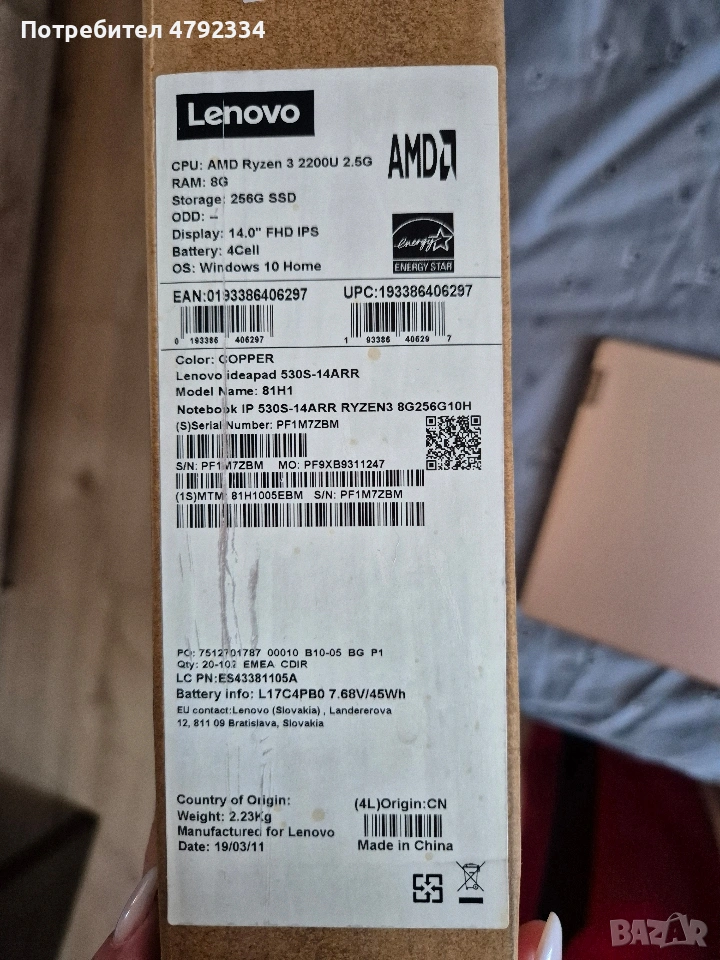 Потребител 4792334
Lenovo
CPU: AMD Ryzen 3 2200U 2.5G
AMD
RAM: 8G
Storage: 256G SSD
ODD: --
Display: 14.0" FHD IPS
Battery: 4Cell
OS: Windows 10 Home
energy
ENERGY STAR
EAN:0193386406297 UPC:193386406297
0 193386 406297 1 93386 40629 7
Color: COPPER
Lenovo ideapad 530S-14ARR
Model Name: 81H1
Notebook IP 530S-14ARR RYZEN3 8G256G10H
(S)Serial Number: PF1M7ZBM
S/N: PF1M7ZBM MO: PF9XB9311247
(1S)MTM: 81H1005EBM S/N: PF1M7ZBM
PO: 7512701787 00010 B10-05 BG P1
Qty: 20-102 EMEA CDIR
LC PN:ES43381105A
Battery info: L17C4PB0 7.68V/45Wh
EU contact:Lenovo (Slovakia) , Landererova
12, 811 09 Bratislava, Slovakia
Country of Origin: (4L)Origin:CN
Weight: 2.23Kg
Manufactured for Lenovo
Date: 19/03/11 Made in China
BAZAR